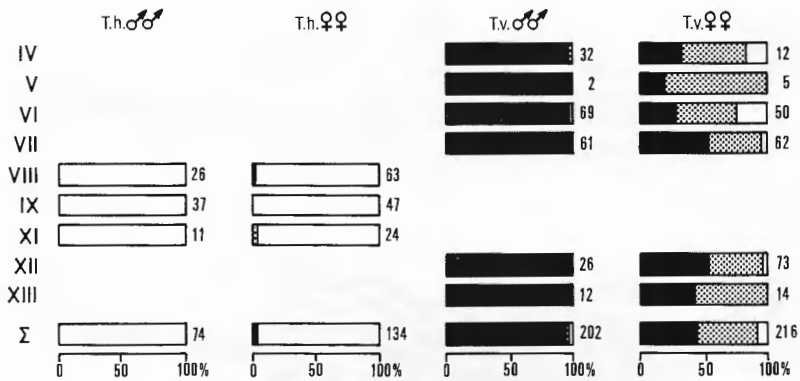 T.h.♂♂ T.h.♀♀ T.v.♂♂ T.v.♀♀
IV 32 12
V 2 5
VI 69 50
VII 61 62
VIII 26 63
IX 37 47
XI 11 24
XII 26 73
XIII 12 14
Σ 74 134 202 216
0 50 100% 0 50 100% 0 50 100% 0 50 100%